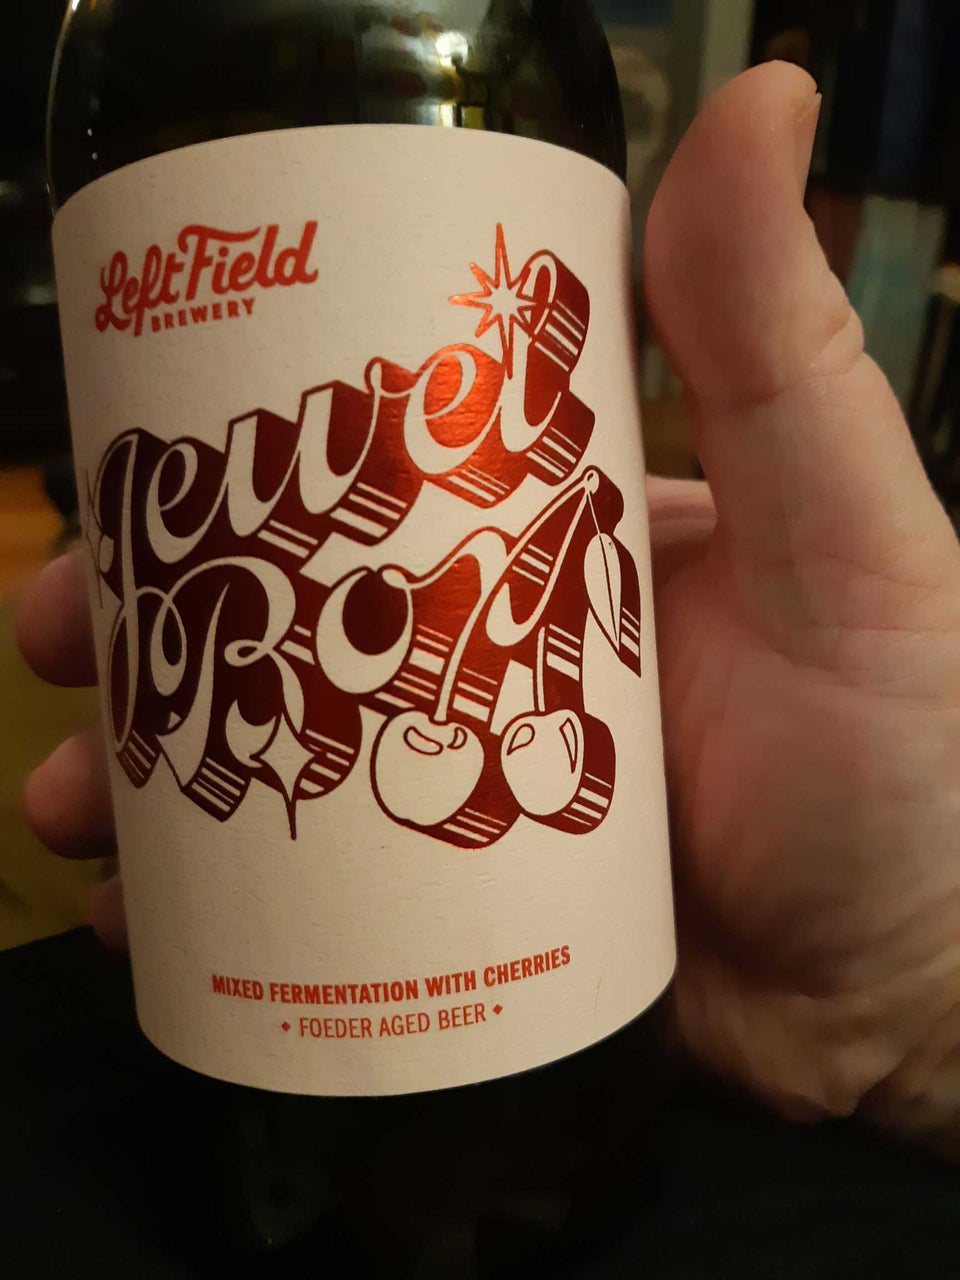 Left Field
BREWERY
Jewel
Box
MIXED FERMENTATION WITH CHERRIES
FOEDER AGED BEER